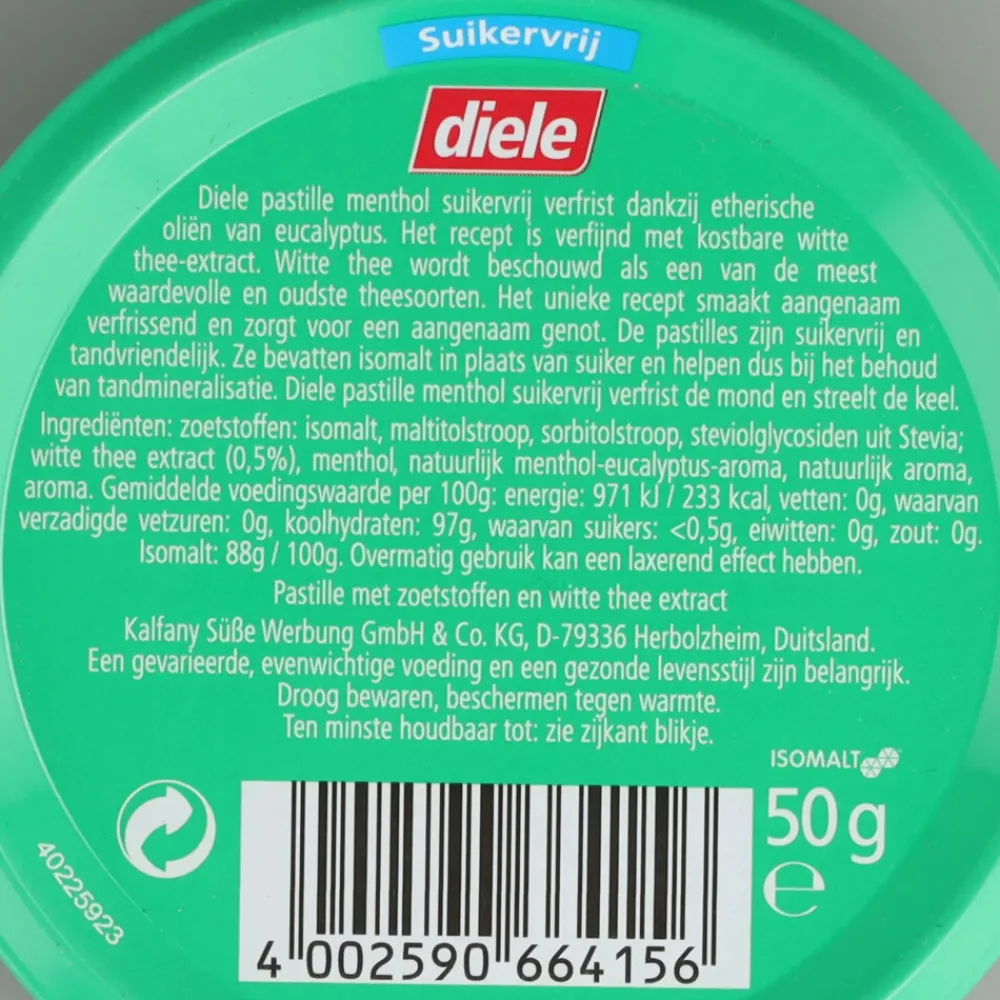 Suikervrij
diele
Diele pastille menthol suikervrij verfrist dankzij etherische
oliën van eucalyptus. Het recept is verfijnd met kostbare witte
thee-extract. Witte thee wordt beschouwd als een van de meest
waardevolle en oudste theesoorten. Het unieke recept smaakt aangenaam
verfrissend en zorgt voor een aangenaam genot. De pastilles zijn suikervrij en
tandvriendelijk. Ze bevatten isomalt in plaats van suiker en helpen dus bij het behoud
van tandmineralisatie. Diele pastille menthol suikervrij verfrist de mond en streelt de keel.
Ingrediënten: zoetstoffen: isomalt, maltitolstroop, sorbitolstroop, steviolglycosiden uit Stevia;
witte thee extract (0,5%), menthol, natuurlijk menthol-eucalyptus-aroma, natuurlijk aroma,
aroma. Gemiddelde voedingswaarde per 100g: energie: 971 kJ / 233 kcal, vetten: 0g, waarvan
verzadigde vetzuren: 0g, koolhydraten: 97g, waarvan suikers: <0,5g, eiwitten: 0g, zout: 0g.
Isomalt: 88g / 100g. Overmatig gebruik kan een laxerend effect hebben.
Pastille met zoetstoffen en witte thee extract
Kalfany Süße Werbung GmbH & Co. KG, D-79336 Herbolzheim, Duitsland.
Een gevarieerde, evenwichtige voeding en een gezonde levensstijl zijn belangrijk.
Droog bewaren, beschermen tegen warmte.
Ten minste houdbaar tot: zie zijkant blikje.
ISOMALT
50 g
e
40225923
4 002590 664156